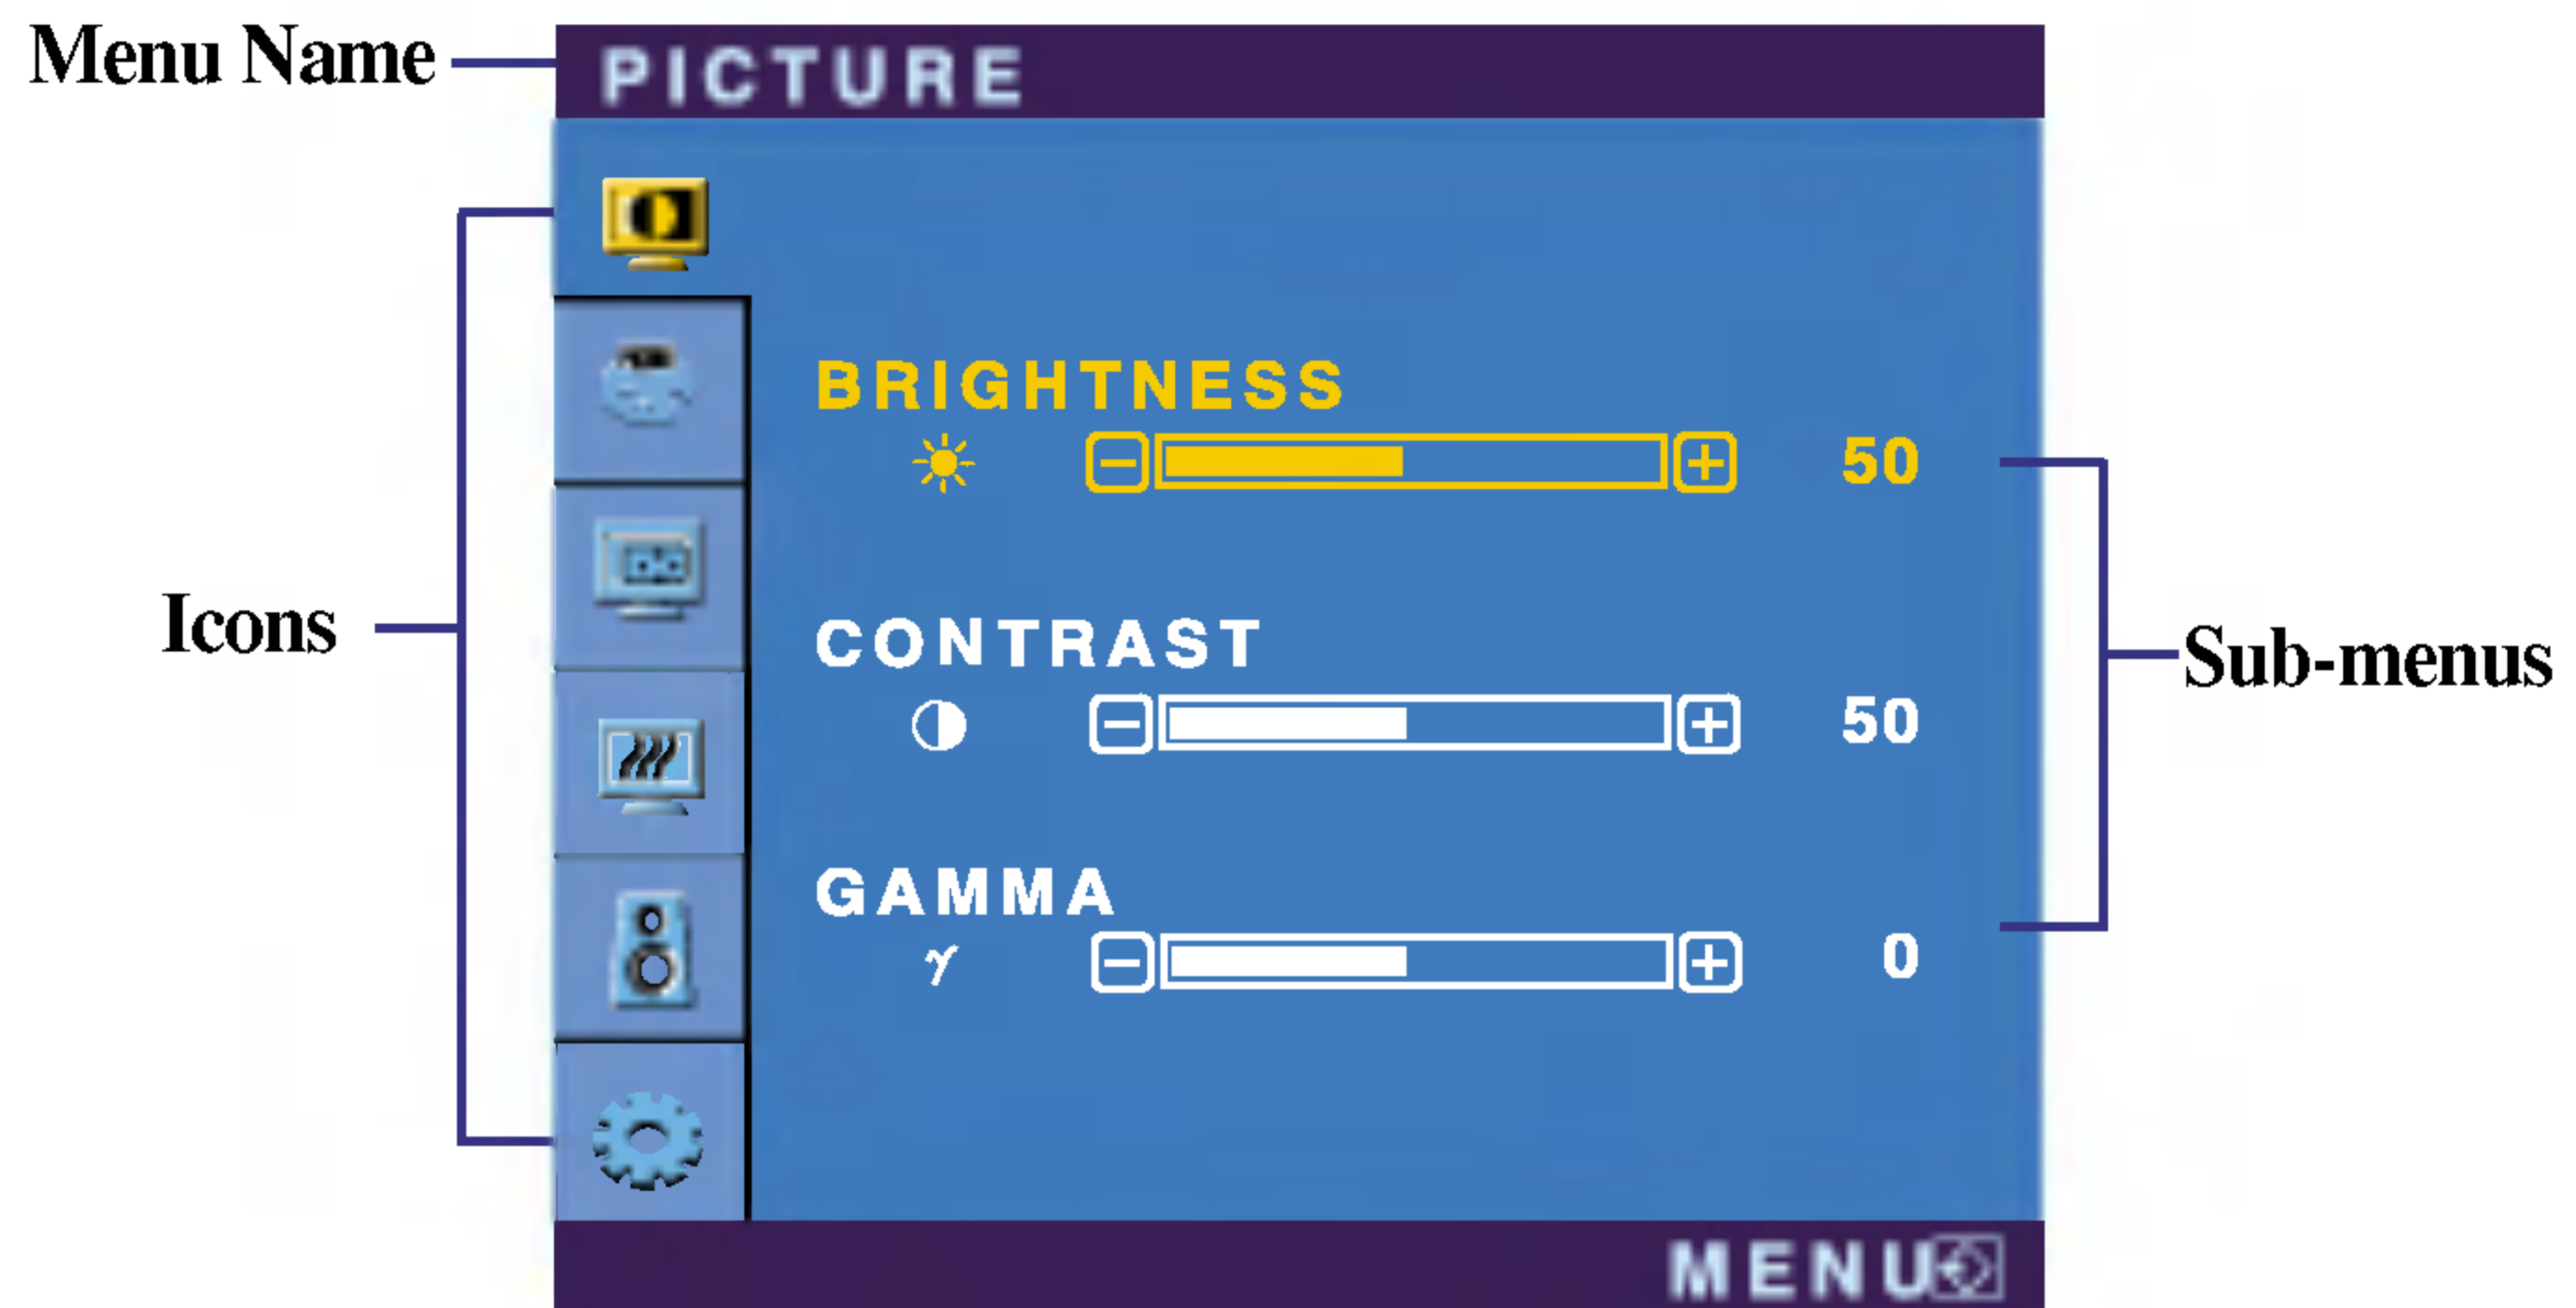 Menu Name
PICTURE
BRIGHTNESS
50
Icons
CONTRAST
50
Sub-menus
GAMMA
γ
0
MENU